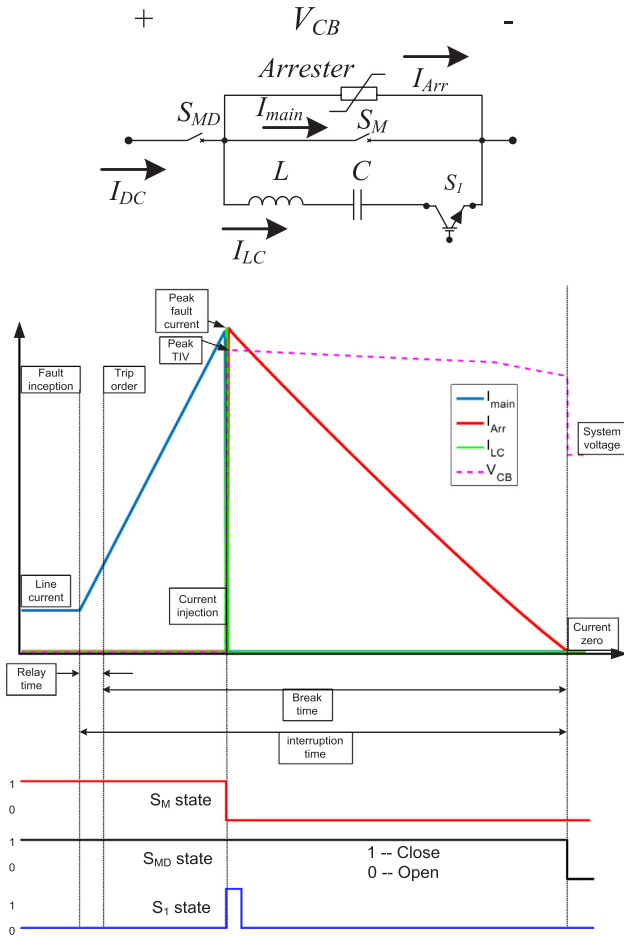 + V_CB -
Arrester
I_Arr
S_MD
I_main
S_M
I_DC
L
C
S_1
I_LC
Peak
fault
current
Peak
TIV
Fault
inception
Trip
order
I_main
I_Arr
I_LC
V_CB
System
voltage
Line
current
Current
injection
Current
zero
Relay
time
Break
time
interruption
time
1
0
S_M state
1
0
S_MD state
1 -- Close
0 -- Open
1
0
S_1 state